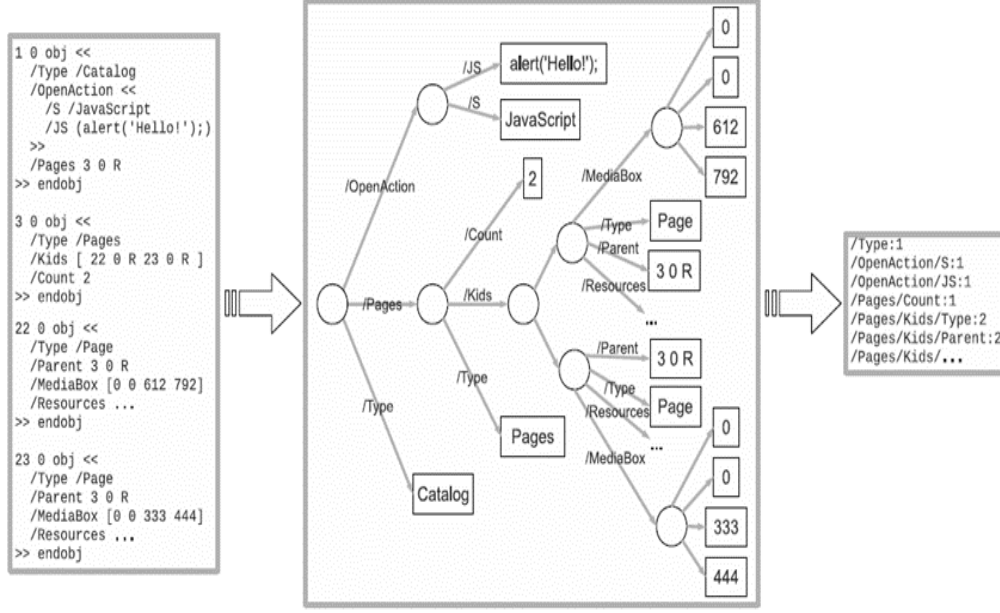 1 0 obj <<
/Type /Catalog
/OpenAction <<
/S /JavaScript
/JS (alert('Hello!');)
>>
/Pages 3 0 R
>> endobj
3 0 obj <<
/Type /Pages
/Kids [ 22 0 R 23 0 R ]
/Count 2
>> endobj
22 0 obj <<
/Type /Page
/Parent 3 0 R
/MediaBox [0 0 612 792]
/Resources ...
>> endobj
23 0 obj <<
/Type /Page
/Parent 3 0 R
/MediaBox [0 0 333 444]
/Resources ...
>> endobj
/JS
alert('Hello!');
/S
JavaScript
/OpenAction
2
/Count
/Pages
/Kids
/Type
Pages
/Type
Catalog
0
0
612
792
/MediaBox
/Type
Page
/Parent
3 0 R
/Resources
...
/Parent
3 0 R
/Type
Page
/Resources
...
/MediaBox
0
0
333
444
/Type:1
/OpenAction/S:1
/OpenAction/JS:1
/Pages/Count:1
/Pages/Kids/Type:2
/Pages/Kids/Parent:2
/Pages/Kids/...